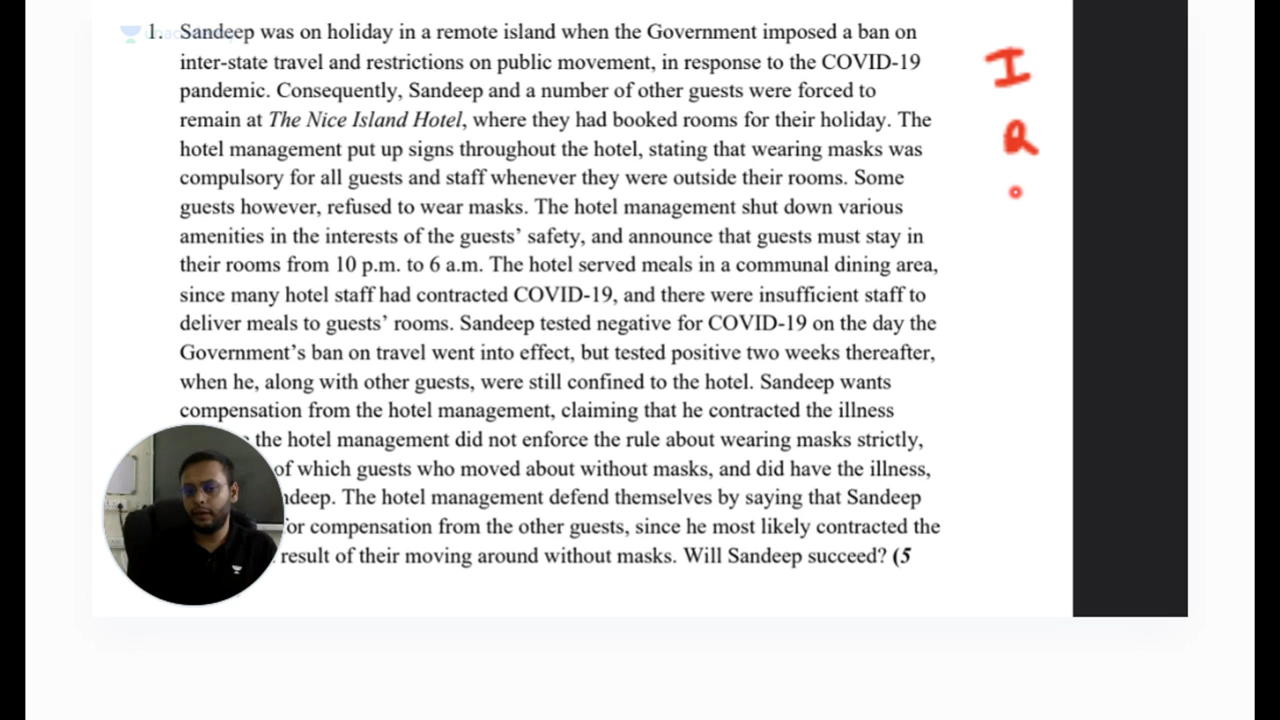 1. Sandeep was on holiday in a remote island when the Government imposed a ban on
inter-state travel and restrictions on public movement, in response to the COVID-19
pandemic. Consequently, Sandeep and a number of other guests were forced to
remain at The Nice Island Hotel, where they had booked rooms for their holiday. The
hotel management put up signs throughout the hotel, stating that wearing masks was
compulsory for all guests and staff whenever they were outside their rooms. Some
guests however, refused to wear masks. The hotel management shut down various
amenities in the interests of the guests' safety, and announce that guests must stay in
their rooms from 10 p.m. to 6 a.m. The hotel served meals in a communal dining area,
since many hotel staff had contracted COVID-19, and there were insufficient staff to
deliver meals to guests' rooms. Sandeep tested negative for COVID-19 on the day the
Government's ban on travel went into effect, but tested positive two weeks thereafter,
when he, along with other guests, were still confined to the hotel. Sandeep wants
compensation from the hotel management, claiming that he contracted the illness
the hotel management did not enforce the rule about wearing masks strictly,
of which guests who moved about without masks, and did have the illness,
ndeep. The hotel management defend themselves by saying that Sandeep
or compensation from the other guests, since he most likely contracted the
result of their moving around without masks. Will Sandeep succeed? (5
I
R